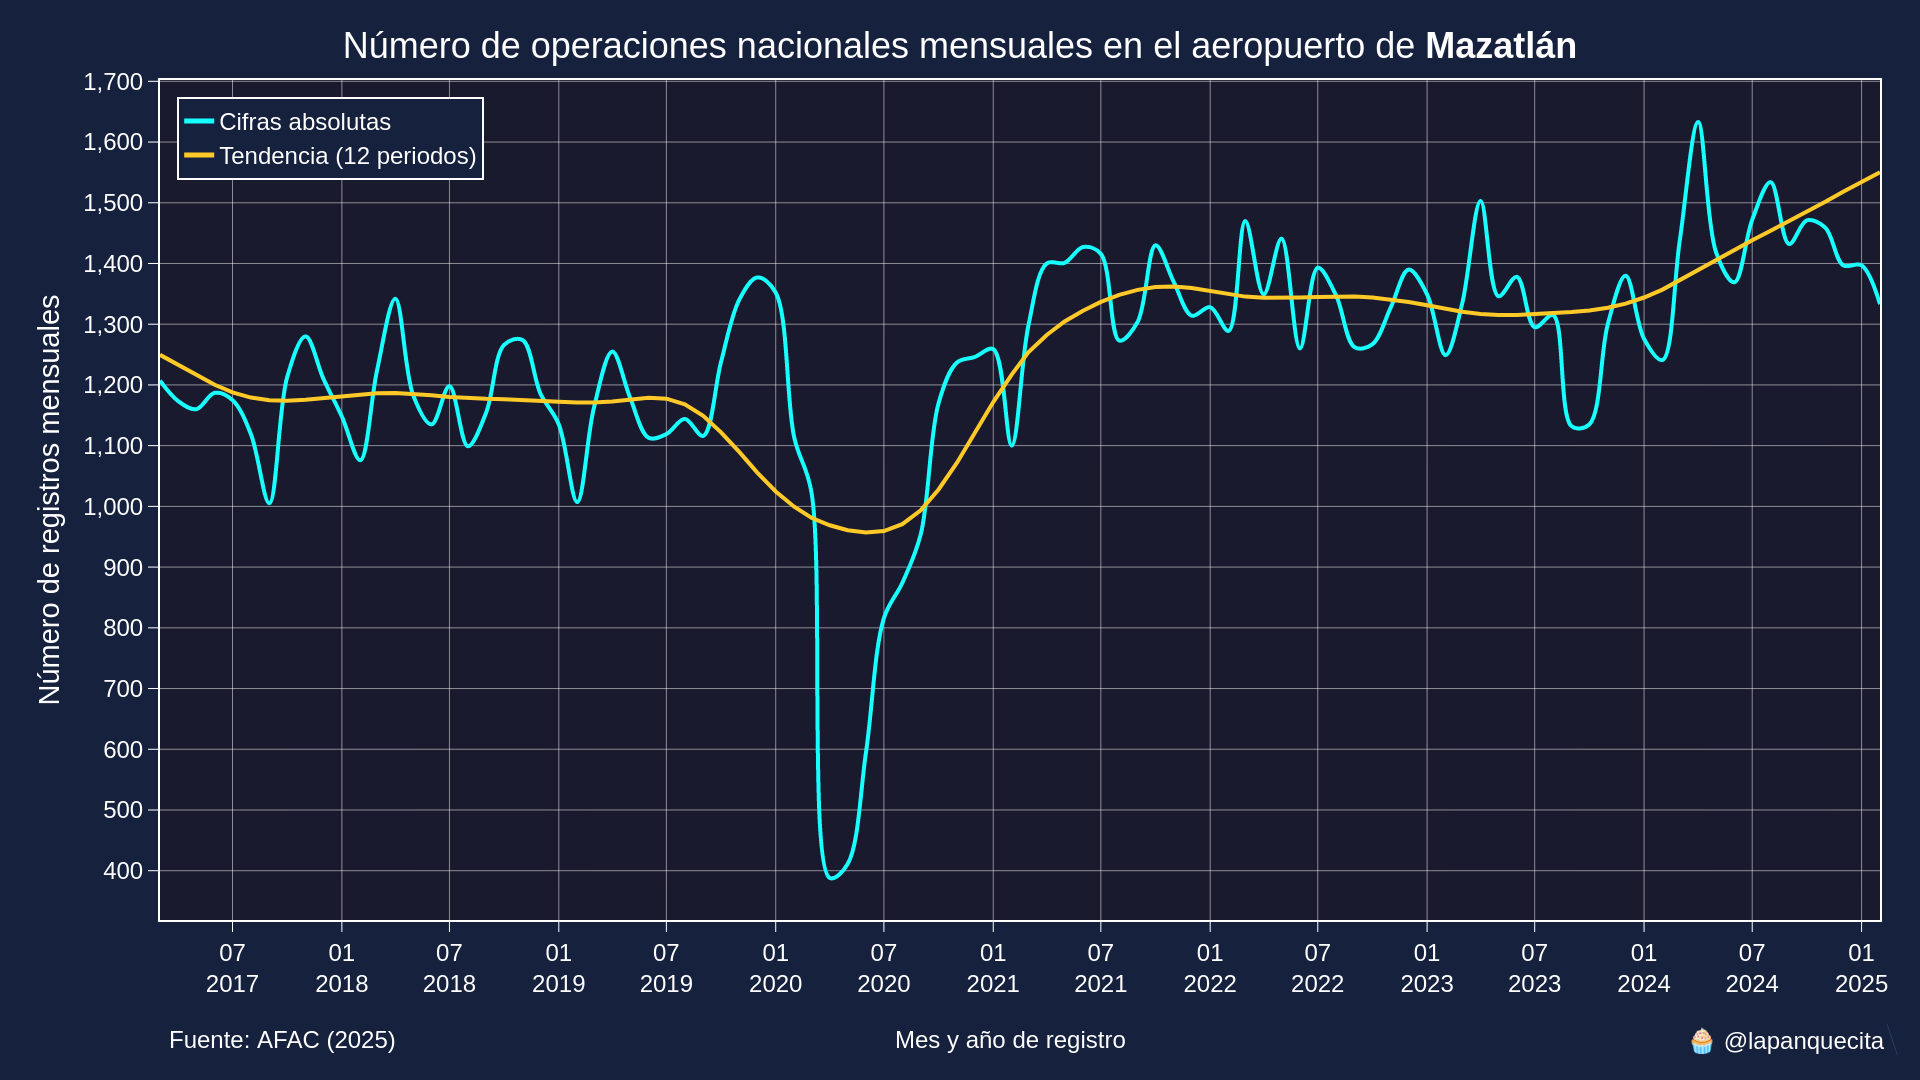 Número de operaciones nacionales mensuales en el aeropuerto de Mazatlán
Cifras absolutas
Tendencia (12 periodos)
Número de registros mensuales
1,700
1,600
1,500
1,400
1,300
1,200
1,100
1,000
900
800
700
600
500
400
07 01 07 01 07 01 07 01 07 01 07 01 07 01 07 01
2017 2018 2018 2019 2019 2020 2020 2021 2021 2022 2022 2023 2023 2024 2024 2025
Fuente: AFAC (2025)
Mes y año de registro
🧁 @lapanquecita